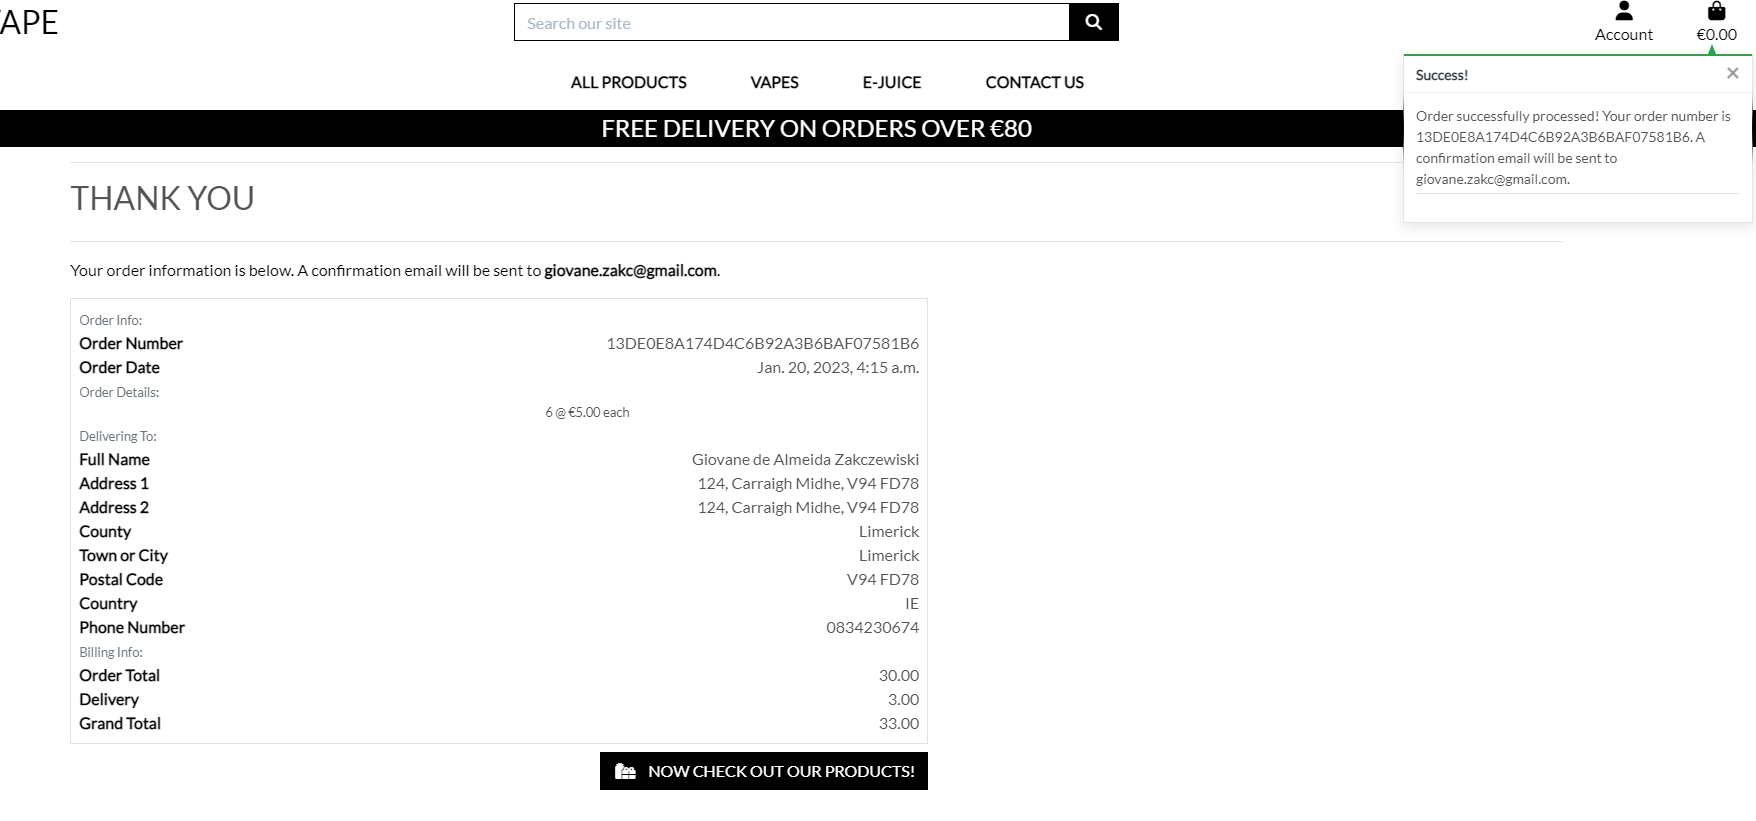 VAPE
Search our site
Account
€0.00
ALL PRODUCTS VAPES E-JUICE CONTACT US
FREE DELIVERY ON ORDERS OVER €80
Success!
Order successfully processed! Your order number is
13DE0E8A174D4C6B92A3B6BAF07581B6. A
confirmation email will be sent to
giovane.zakc@gmail.com.
THANK YOU
Your order information is below. A confirmation email will be sent to giovane.zakc@gmail.com.
Order Info:
Order Number 13DE0E8A174D4C6B92A3B6BAF07581B6
Order Date Jan. 20, 2023, 4:15 a.m.
Order Details:
6 @ €5.00 each
Delivering To:
Full Name Giovane de Almeida Zakczewiski
Address 1 124, Carraigh Midhe, V94 FD78
Address 2 124, Carraigh Midhe, V94 FD78
County Limerick
Town or City Limerick
Postal Code V94 FD78
Country IE
Phone Number 0834230674
Billing Info:
Order Total 30.00
Delivery 3.00
Grand Total 33.00
NOW CHECK OUT OUR PRODUCTS!